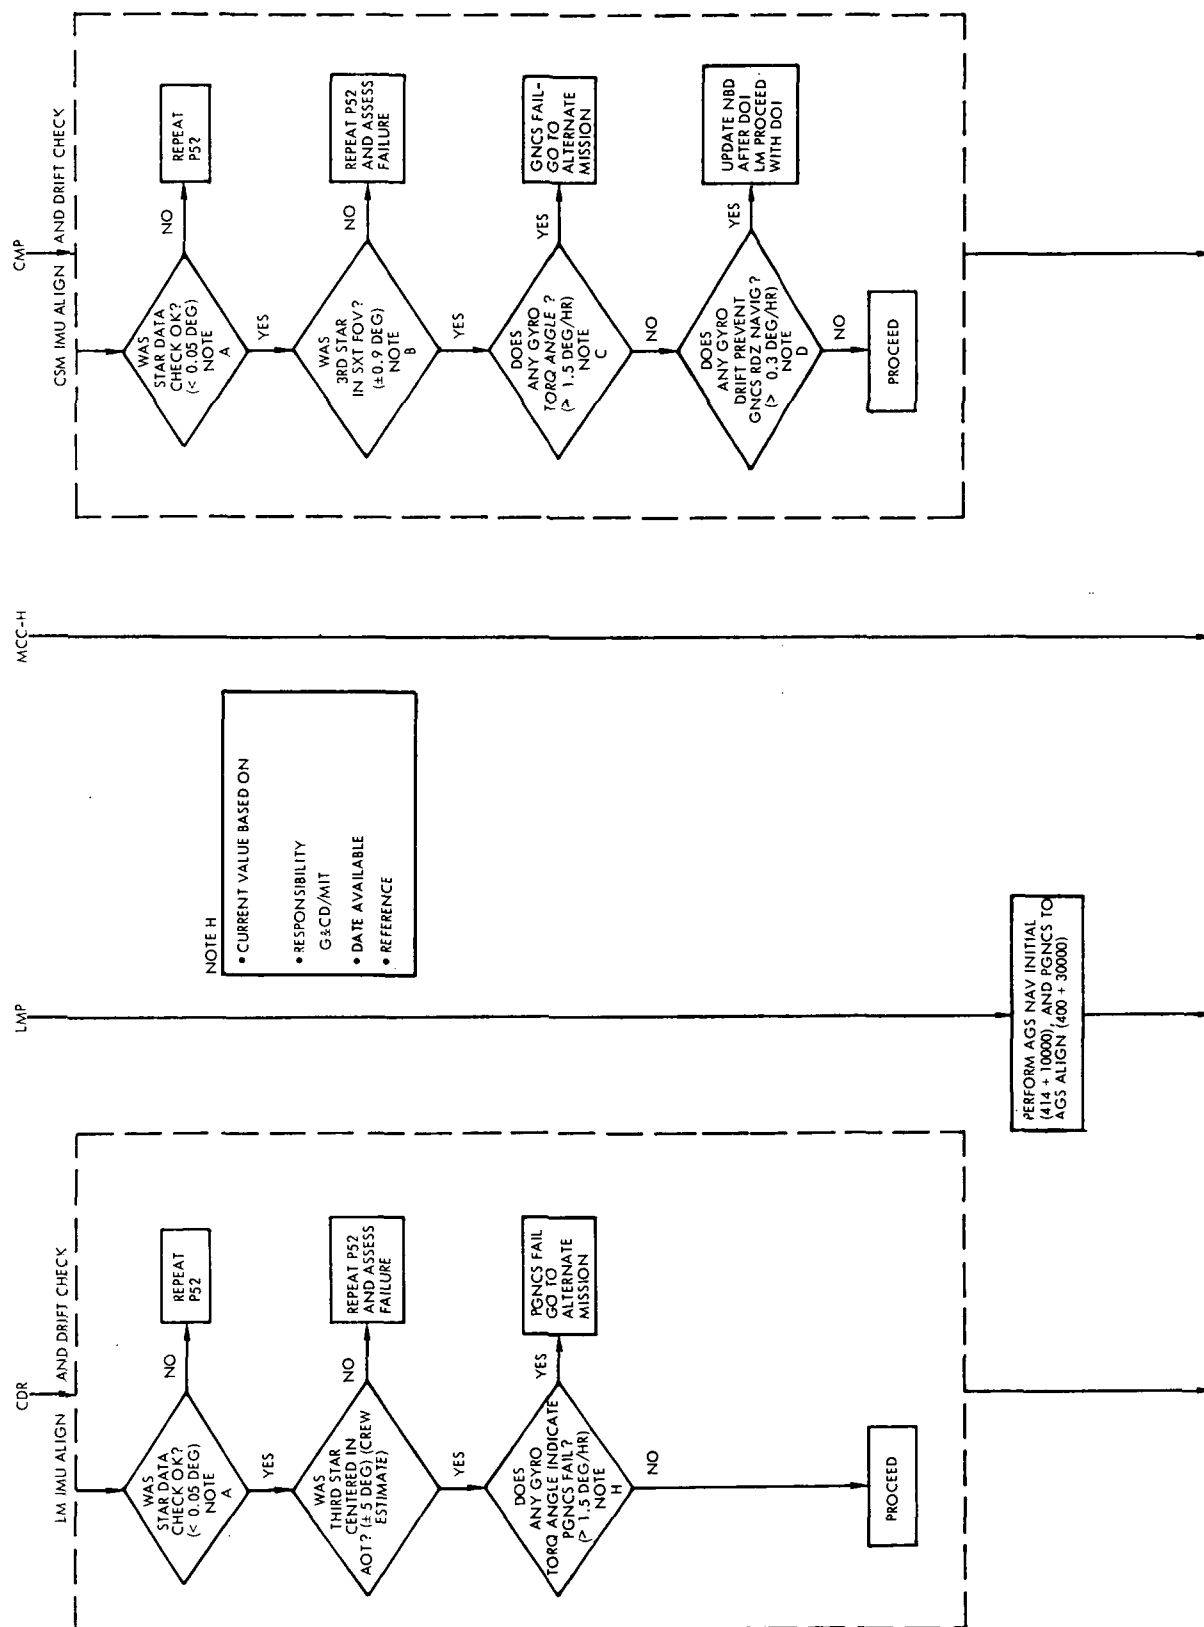 CDR
LM IMU ALIGN AND DRIFT CHECK
WAS
STAR DATA
CHECK OK?
(< 0.05 DEG)
NOTE
A
NO
REPEAT
P52
YES
WAS
THIRD STAR
CENTERED IN
AOT? (± 5 DEG) (CREW
ESTIMATE)
NO
REPEAT P52
AND ASSESS
FAILURE
YES
DOES
ANY GYRO
TORQ ANGLE INDICATE
PGNCS FAIL?
(> 1.5 DEG/HR)
NOTE
H
YES
PGNCS FAIL
GO TO
ALTERNATE
MISSION
NO
PROCEED
LMP
PERFORM AGS NAV INITIAL
(414 + 10000), AND PGNCS TO
AGS ALIGN (400 + 30000)
NOTE H
• CURRENT VALUE BASED ON
• RESPONSIBILITY
G&CD/MIT
• DATE AVAILABLE
• REFERENCE
MCC-H
CMP
CSM IMU ALIGN AND DRIFT CHECK
WAS
STAR DATA
CHECK OK?
(< 0.05 DEG)
NOTE
A
NO
REPEAT
P52
YES
WAS
3RD STAR
IN SXT FOV?
(±0.9 DEG)
NOTE
B
NO
REPEAT P52
AND ASSESS
FAILURE
YES
DOES
ANY GYRO
TORQ ANGLE ?
(> 1.5 DEG/HR)
NOTE
C
YES
GNCS FAIL-
GO TO
ALTERNATE
MISSION
NO
DOES
ANY GYRO
DRIFT PREVENT
GNCS RDZ NAVIG?
(> 0.3 DEG/HR)
NOTE
D
YES
UPDATE NBD
AFTER DOI
LM PROCEED
WITH DOI
NO
PROCEED